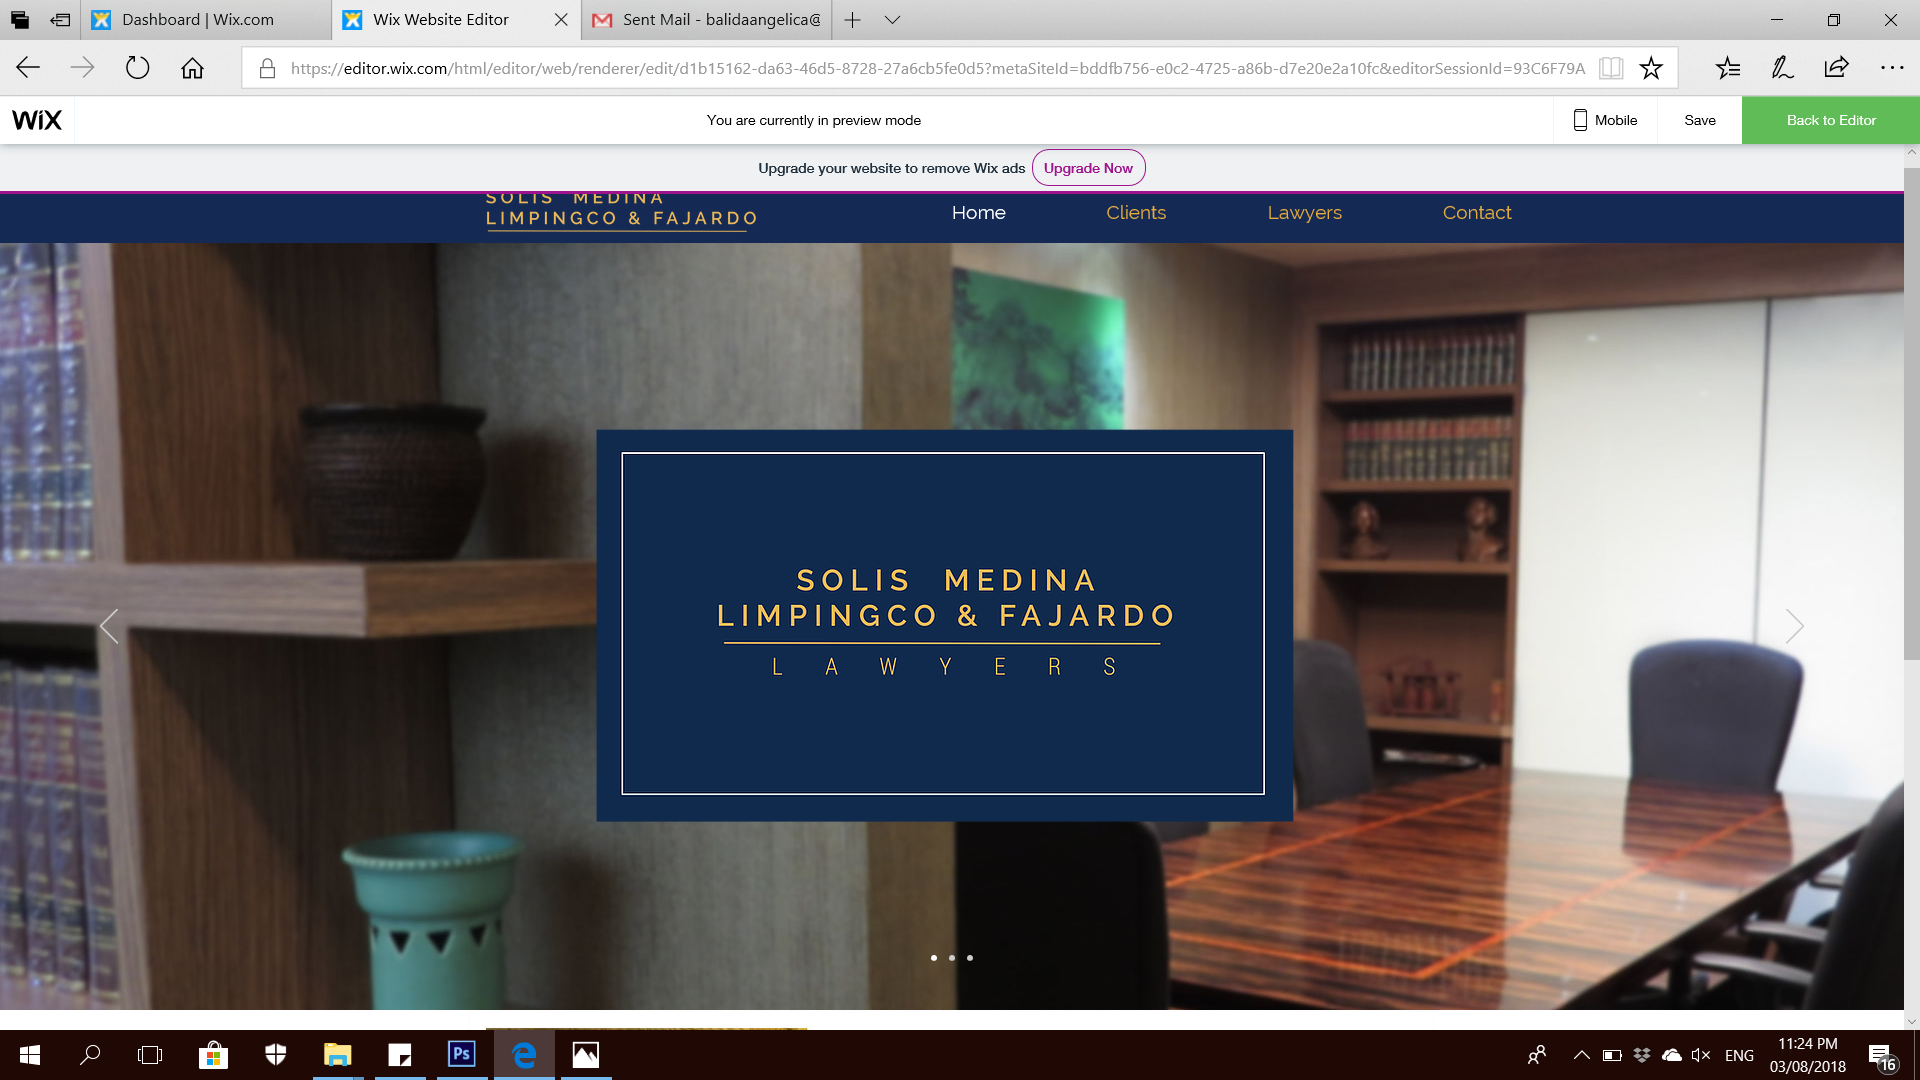 Dashboard | Wix.com
Wix Website Editor
Sent Mail - balidaangelica@
https://editor.wix.com/html/editor/web/renderer/edit/d1b15162-da63-46d5-8728-27a6cb5fe0d5?metaSiteId=bddfb756-e0c2-4725-a86b-d7e20e2a10fc&editorSessionId=93C6F79A
WiX
You are currently in preview mode
Mobile
Save
Back to Editor
Upgrade your website to remove Wix ads
Upgrade Now
SOLIS MEDINA
LIMPINGCO & FAJARDO
Home
Clients
Lawyers
Contact
SOLIS MEDINA
LIMPINGCO & FAJARDO
LAWYERS
Ps
ENG
11:24 PM
03/08/2018
16